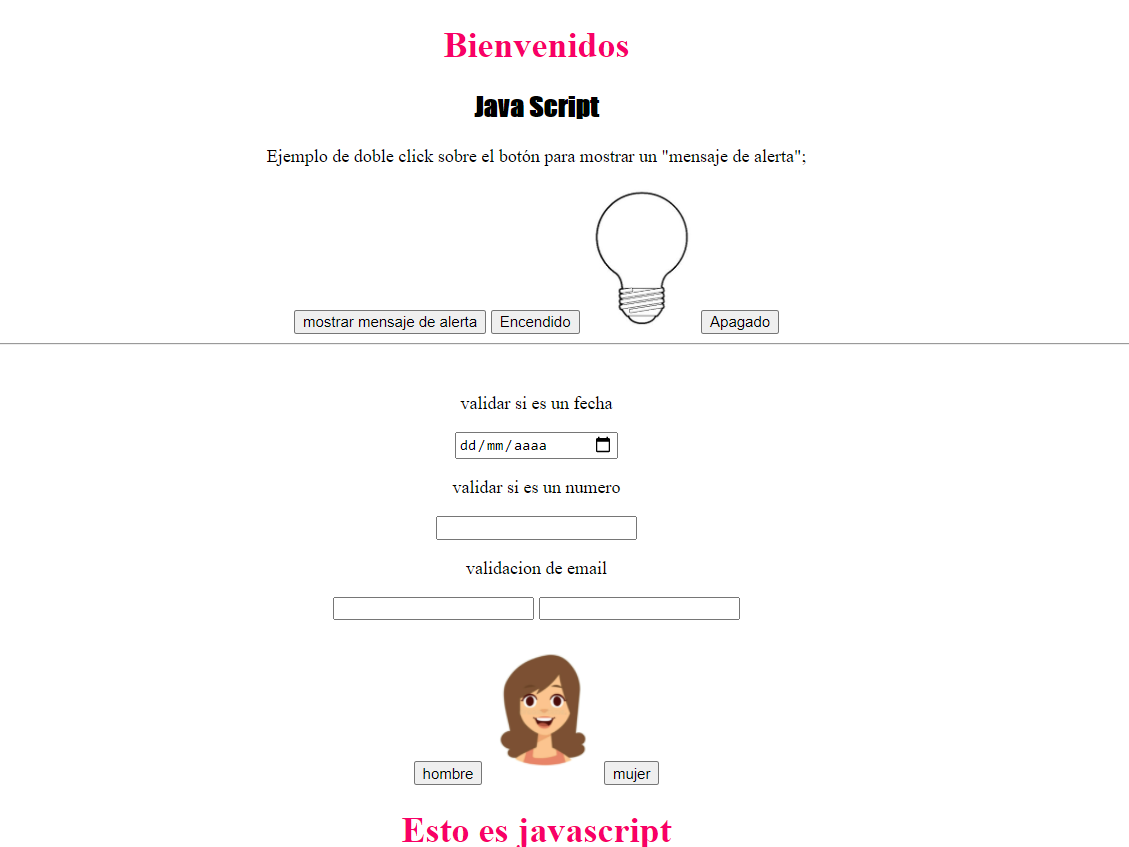 Bienvenidos
Java Script
Ejemplo de doble click sobre el botón para mostrar un "mensaje de alerta";
mostrar mensaje de alerta Encendido Apagado
validar si es un fecha
dd/mm/aaaa
validar si es un numero
validacion de email
hombre mujer
Esto es javascript